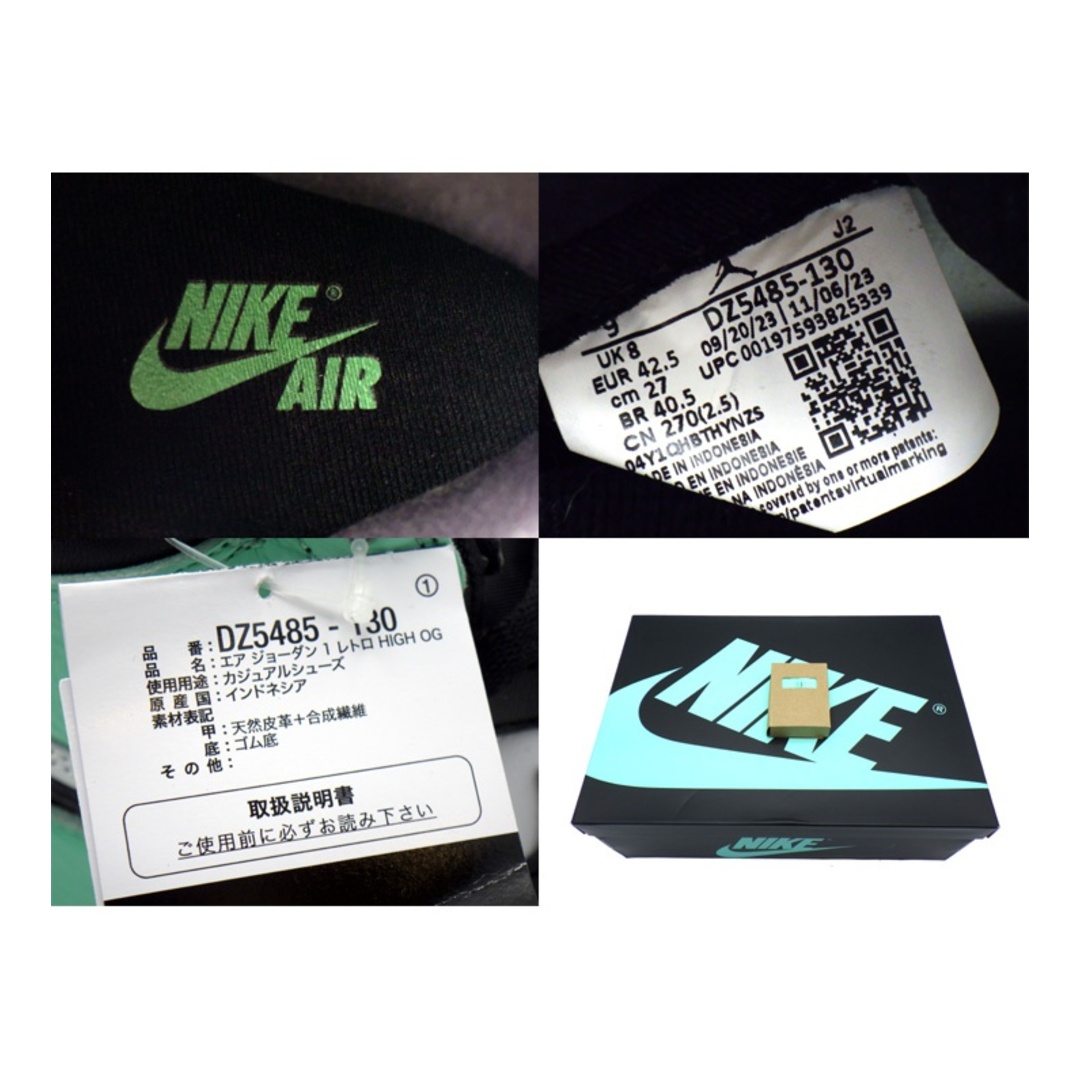 NIKE®
AIR
J2
9
DZ5485-130
UK 8
09/20/23 | 11/06/23
EUR 42.5
UPC 00197593825339
cm 27
BR 40.5
CN 270(2.5)
04Y1QHBTHYNZS
DE IN INDONESIA
EN INDONESIA
EN INDONESIE
NA INDONÉSIA
covered by one or more patents:
/patentsvirtualmarking
①
品番:DZ5485 - 130
品名:エア ジョーダン 1 レトロ HIGH OG
使用用途:カジュアルシューズ
原産国:インドネシア
素材表記
甲:天然皮革+合成繊維
底:ゴム底
その他:
取扱説明書
ご使用前に必ずお読み下さい
NIKE®
NIKE